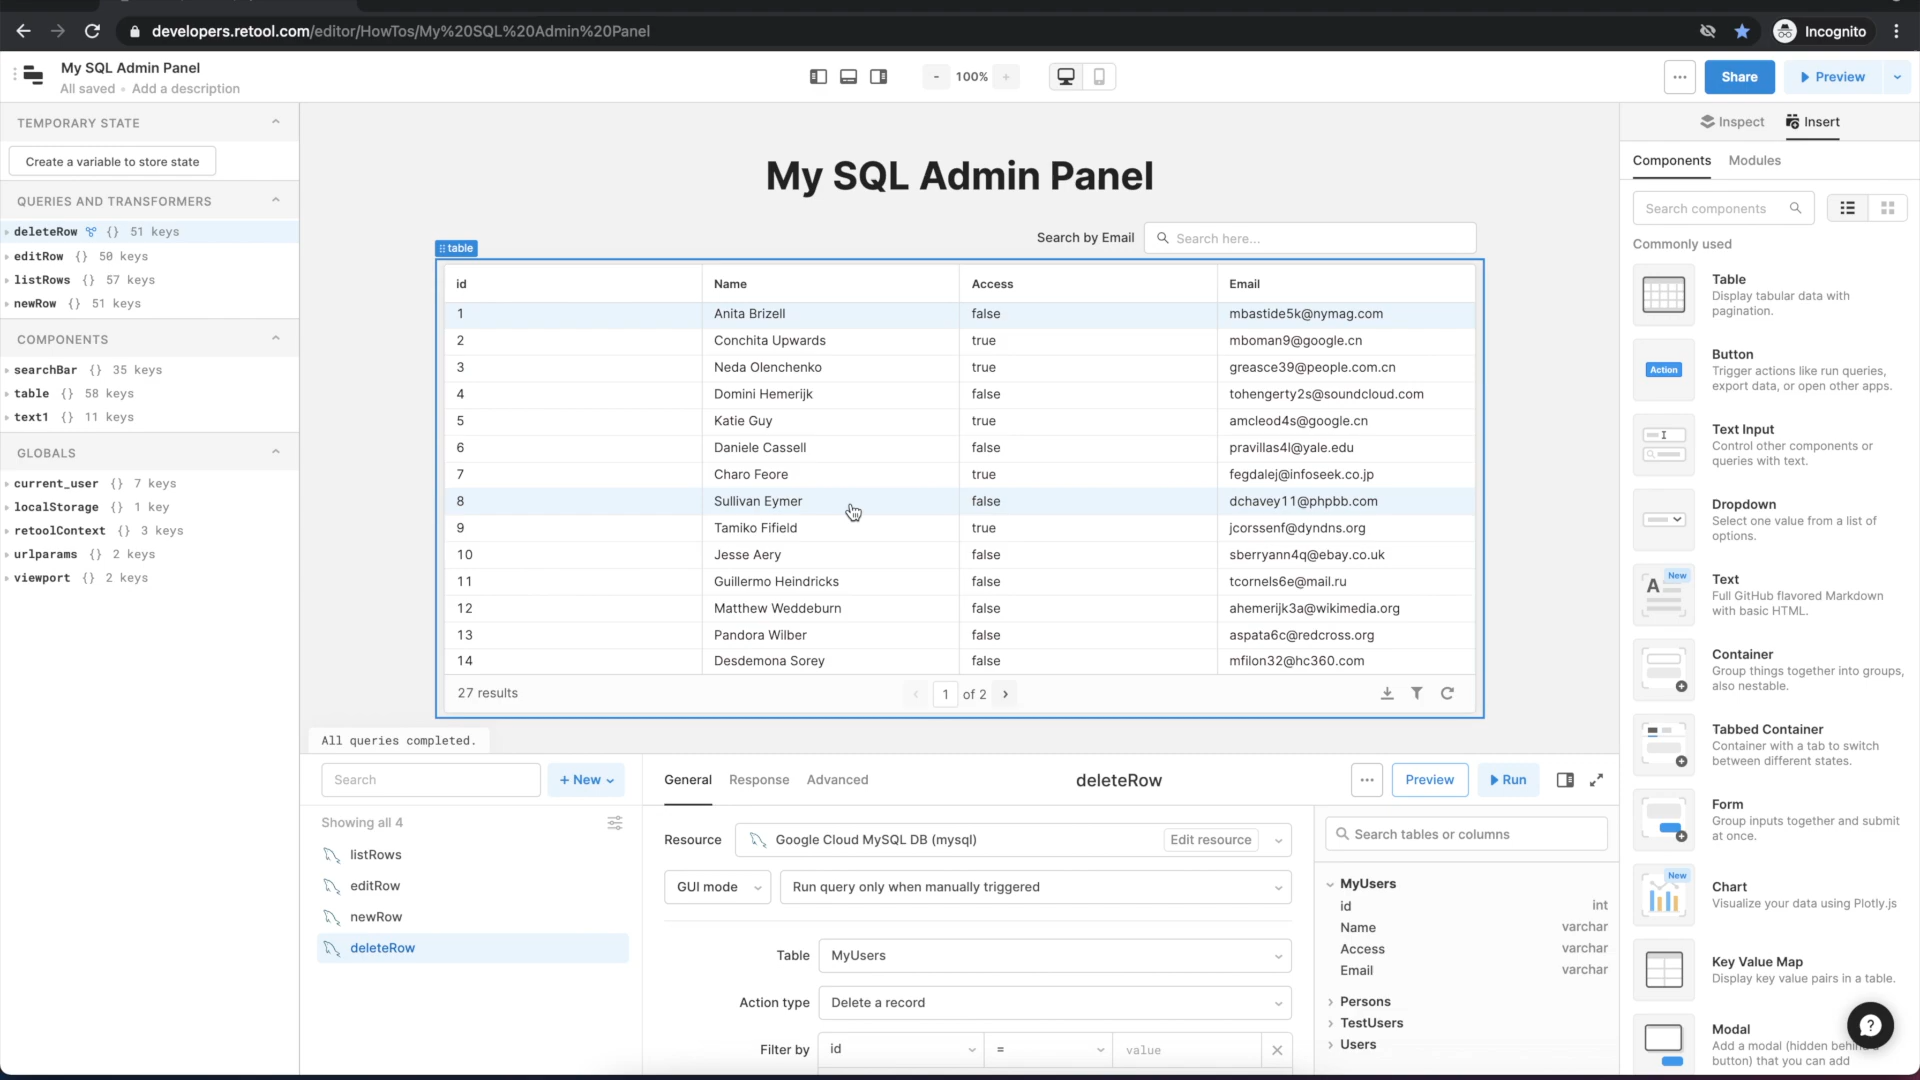 developers.retool.com/editor/HowTos/My%20SQL%20Admin%20Panel
Incognito
My SQL Admin Panel
All saved • Add a description
- 100% +
Share
Preview
TEMPORARY STATE
Create a variable to store state
QUERIES AND TRANSFORMERS
deleteRow {} 51 keys
editRow {} 50 keys
listRows {} 57 keys
newRow {} 51 keys
COMPONENTS
searchBar {} 35 keys
table {} 58 keys
text1 {} 11 keys
GLOBALS
current_user {} 7 keys
localStorage {} 1 key
retoolContext {} 3 keys
urlparams {} 2 keys
viewport {} 2 keys
My SQL Admin Panel
Search by Email
Search here...
table
id Name Access Email
1 Anita Brizell false mbastide5k@nymag.com
2 Conchita Upwards true mboman9@google.cn
3 Neda Olenchenko true greasce39@people.com.cn
4 Domini Hemerijk false tohengerty2s@soundcloud.com
5 Katie Guy true amcleod4s@google.cn
6 Daniele Cassell false pravillas4l@yale.edu
7 Charo Feore true fegdalej@infoseek.co.jp
8 Sullivan Eymer false dchavey11@phpbb.com
9 Tamiko Fifield true jcorssenf@dyndns.org
10 Jesse Aery false sberryann4q@ebay.co.uk
11 Guillermo Heindricks false tcornels6e@mail.ru
12 Matthew Weddeburn false ahemerijk3a@wikimedia.org
13 Pandora Wilber false aspata6c@redcross.org
14 Desdemona Sorey false mfilon32@hc360.com
27 results
1 of 2
All queries completed.
Search
+ New
Showing all 4
listRows
editRow
newRow
deleteRow
General Response Advanced
deleteRow
Preview
Run
Resource
Google Cloud MySQL DB (mysql)
Edit resource
GUI mode
Run query only when manually triggered
Table
MyUsers
Action type
Delete a record
Filter by
id
=
value
Search tables or columns
MyUsers
id int
Name varchar
Access varchar
Email varchar
Persons
TestUsers
Users
Inspect Insert
Components Modules
Search components
Commonly used
Table
Display tabular data with
pagination.
Action
Button
Trigger actions like run queries,
export data, or open other apps.
Text Input
Control other components or
queries with text.
Dropdown
Select one value from a list of
options.
New
A
Text
Full GitHub flavored Markdown
with basic HTML.
Container
Group things together into groups,
also nestable.
Tabbed Container
Container with a tab to switch
between different states.
Form
Group inputs together and submit
at once.
New
Chart
Visualize your data using Plotly.js
Key Value Map
Display key value pairs in a table.
Modal
Add a modal (hidden
button) that you can add